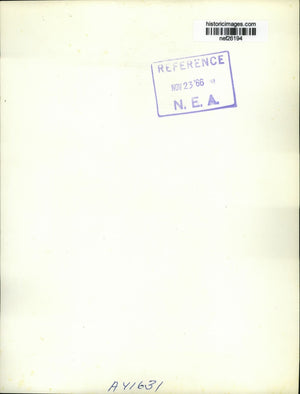 historicimages.com
nef26194
REFERENCE
NOV 23 '66
N. E. A.
AY1631